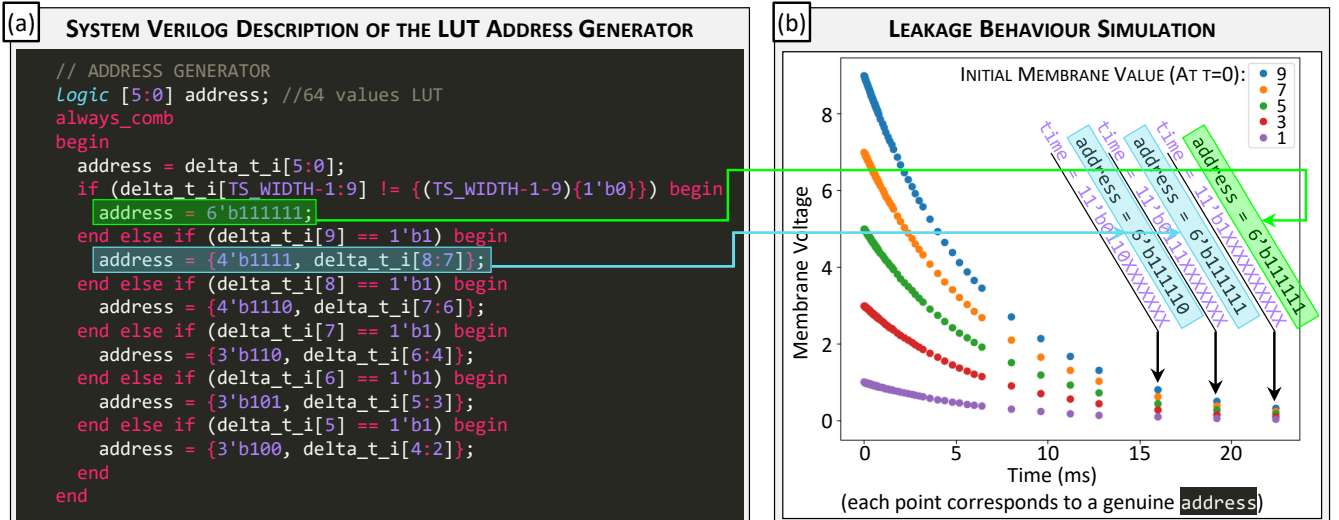 (a)
SYSTEM VERILOG DESCRIPTION OF THE LUT ADDRESS GENERATOR
// ADDRESS GENERATOR
logic [5:0] address; //64 values LUT
always_comb
begin
address = delta_t_i[5:0];
if (delta_t_i[TS_WIDTH-1:9] != {(TS_WIDTH-1-9){1'b0}}) begin
address = 6'b111111;
end else if (delta_t_i[9] == 1'b1) begin
address = {4'b1111, delta_t_i[8:7]};
end else if (delta_t_i[8] == 1'b1) begin
address = {4'b1110, delta_t_i[7:6]};
end else if (delta_t_i[7] == 1'b1) begin
address = {3'b110, delta_t_i[6:4]};
end else if (delta_t_i[6] == 1'b1) begin
address = {3'b101, delta_t_i[5:3]};
end else if (delta_t_i[5] == 1'b1) begin
address = {3'b100, delta_t_i[4:2]};
end
end
(b)
LEAKAGE BEHAVIOUR SIMULATION
INITIAL MEMBRANE VALUE (AT T=0):
9
7
5
3
1
time = 11'b0110XXXXXXX
address = 6'b111110
time = 11'b0111XXXXXXX
address = 6'b111111
time = 11'b1XXXXXXXXXX
address = 6'b111111
Membrane Voltage
8
6
4
2
0
0
5
10
15
20
Time (ms)
(each point corresponds to a genuine address)